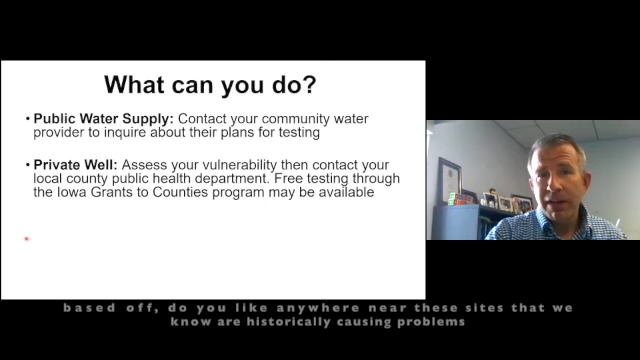 What can you do?
• Public Water Supply: Contact your community water
provider to inquire about their plans for testing
• Private Well: Assess your vulnerability then contact your
local county public health department. Free testing through
the Iowa Grants to Counties program may be available
based off, do you like anywhere near these sites that we
know are historically causing problems